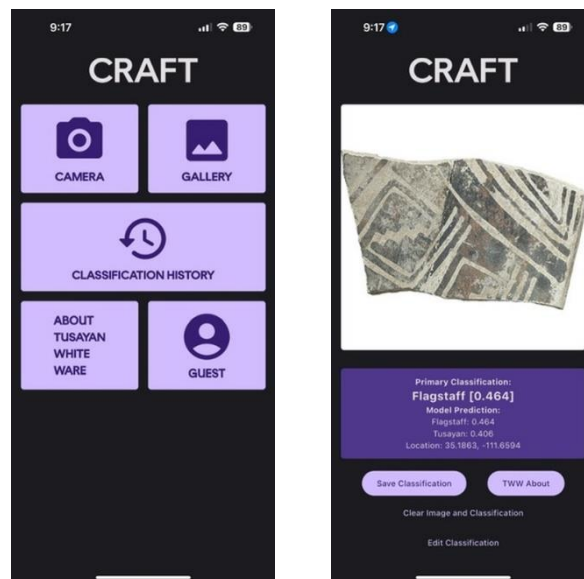 9:17
89
CRAFT
CAMERA
GALLERY
CLASSIFICATION HISTORY
ABOUT
TUSAYAN
WHITE
WARE
GUEST
9:17
89
CRAFT
Primary Classification:
Flagstaff [0.464]
Model Prediction:
Flagstaff: 0.464
Tusayan: 0.406
Location: 35.1863, -111.6594
Save Classification
TWW About
Clear Image and Classification
Edit Classification